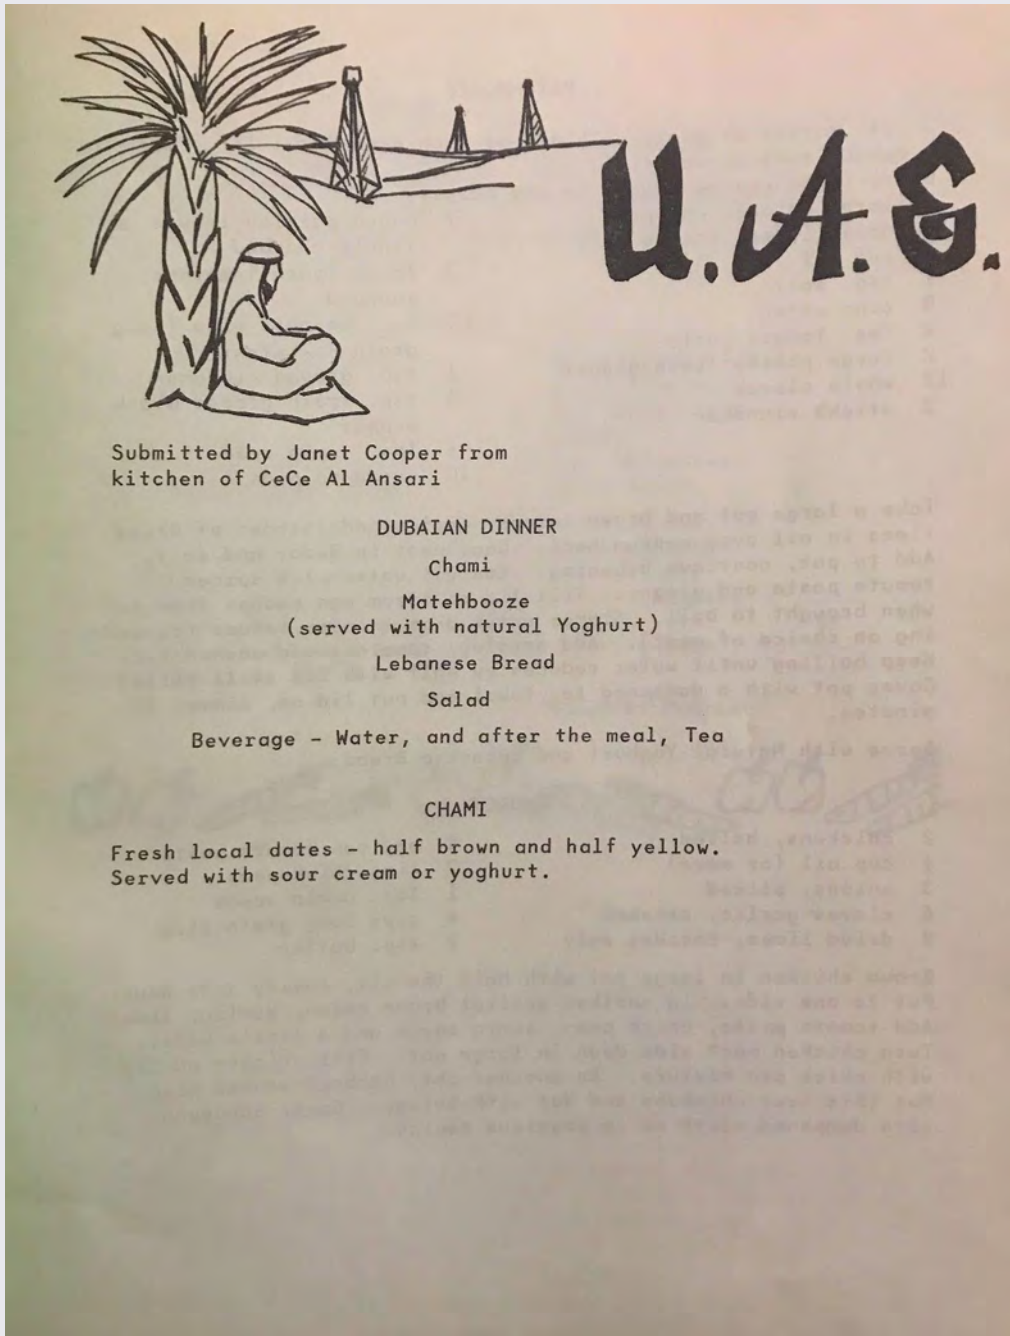 U.A.E.
Submitted by Janet Cooper from
kitchen of CeCe Al Ansari
DUBAIAN DINNER
Chami
Matehbooze
(served with natural Yoghurt)
Lebanese Bread
Salad
Beverage - Water, and after the meal, Tea
CHAMI
Fresh local dates - half brown and half yellow.
Served with sour cream or yoghurt.